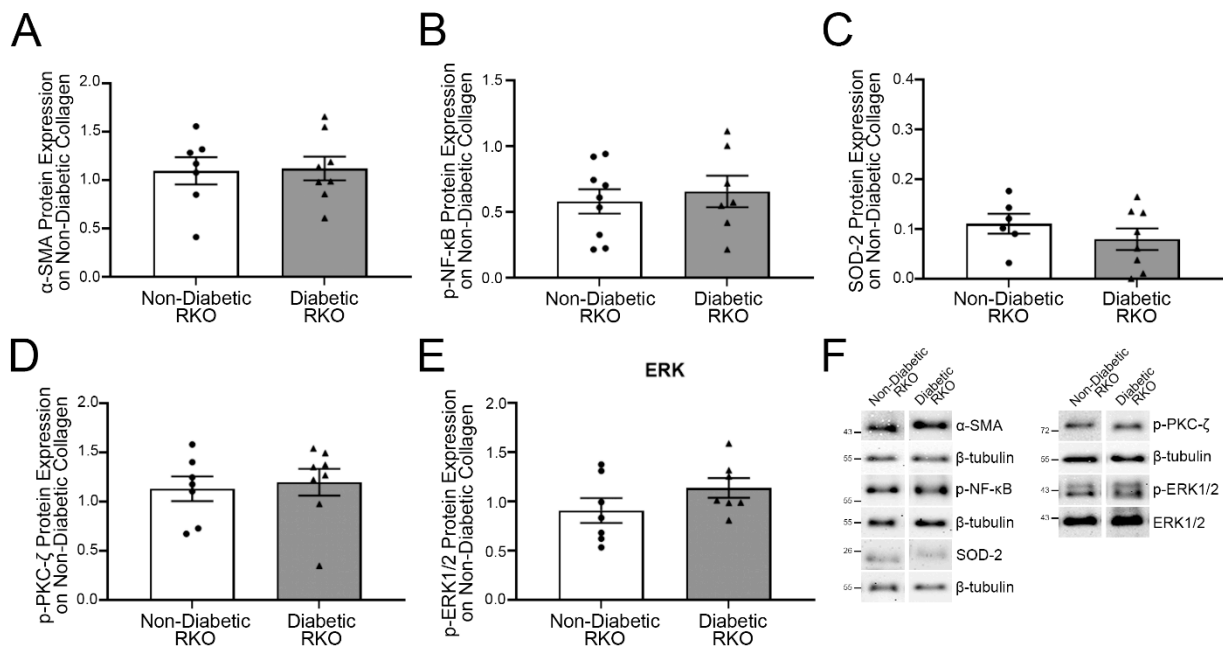 A
α-SMA Protein Expression
on Non-Diabetic Collagen
2.0
1.5
1.0
0.5
0.0
Non-Diabetic
RKO
Diabetic
RKO
B
p-NF-κB Protein Expression
on Non-Diabetic Collagen
1.5
1.0
0.5
0.0
Non-Diabetic
RKO
Diabetic
RKO
C
SOD-2 Protein Expression
on Non-Diabetic Collagen
0.4
0.3
0.2
0.1
0.0
Non-Diabetic
RKO
Diabetic
RKO
D
p-PKC-ζ Protein Expression
on Non-Diabetic Collagen
2.0
1.5
1.0
0.5
0.0
Non-Diabetic
RKO
Diabetic
RKO
E
ERK
p-ERK1/2 Protein Expression
on Non-Diabetic Collagen
2.0
1.5
1.0
0.5
0.0
Non-Diabetic
RKO
Diabetic
RKO
F
Non-Diabetic
RKO
Diabetic
RKO
43 α-SMA
55 β-tubulin
55 p-NF-κB
55 β-tubulin
26 SOD-2
55 β-tubulin
Non-Diabetic
RKO
Diabetic
RKO
72 p-PKC-ζ
55 β-tubulin
43 p-ERK1/2
43 ERK1/2